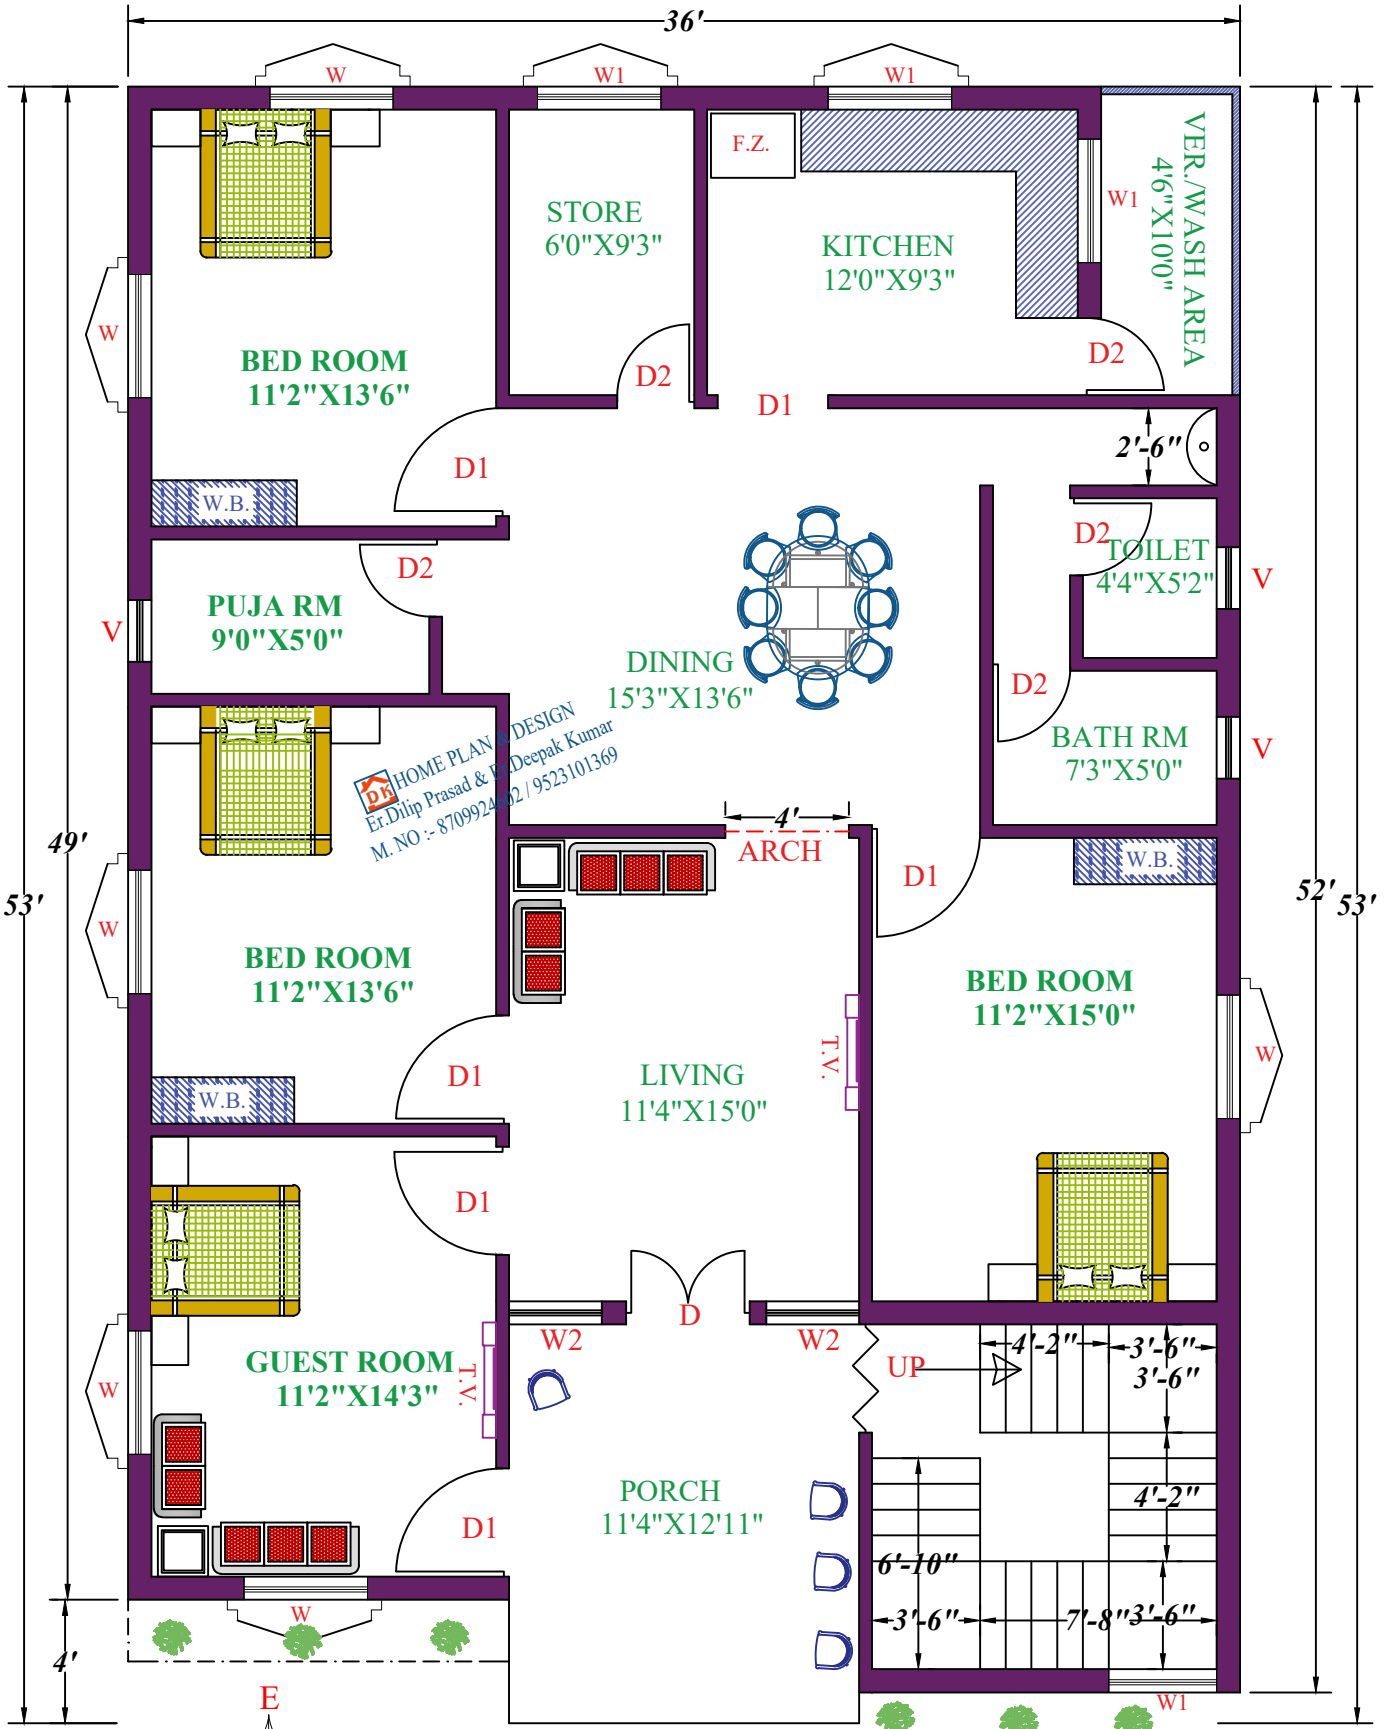 36'
W
W1
W1
F.Z.
W1
VER./WASH AREA
4'6"X10'0"
STORE
6'0"X9'3"
KITCHEN
12'0"X9'3"
W
BED ROOM
11'2"X13'6"
D2
D2
D1
D1
2'-6"
W.B.
D2
D2
TOILET
4'4"X5'2"
V
V
PUJA RM
9'0"X5'0"
DINING
15'3"X13'6"
D2
BATH RM
7'3"X5'0"
V
HOME PLAN & DESIGN
Er.Dilip Prasad & Er.Deepak Kumar
/ 9523101369
M. NO :-
4'
ARCH
49'
53'
52'
53'
W.B.
D1
W
BED ROOM
11'2"X13'6"
BED ROOM
11'2"X15'0"
T.V.
W
LIVING
11'4"X15'0"
D1
W.B.
D1
D
W2
W2
GUEST ROOM
11'2"X14'3"
T.V.
W
UP
4'-2"
3'-6"
3'-6"
PORCH
11'4"X12'11"
D1
4'-2"
6'-10"
3'-6"
7'-8"
3'-6"
W
4'
E
W1